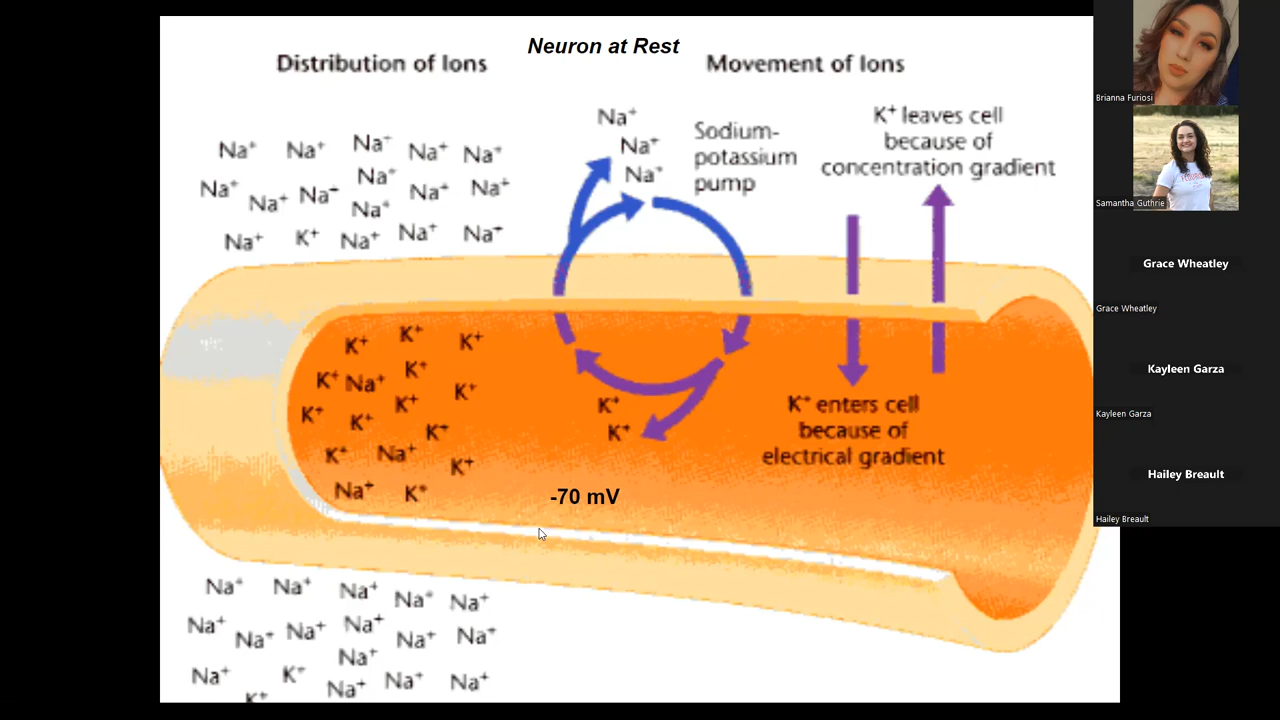 Neuron at Rest
Distribution of Ions
Movement of Ions
Na⁺
Na⁺
Na⁺
Sodium-
potassium
pump
K⁺ leaves cell
because of
concentration gradient
Na⁺ K⁺ Na⁺ Na⁺ Na⁺
Na⁺
Na⁺ Na⁺ Na⁺ Na⁺ Na⁺
Na⁺
Na⁺ K⁺ Na⁺ Na⁺ Na⁺
K⁺ K⁺ K⁺
K⁺ Na⁺ K⁺ K⁺
K⁺ K⁺ K⁺ K⁺
K⁺ Na⁺ K⁺
Na⁺ K⁺
K⁺
K⁺
K⁺ enters cell
because of
electrical gradient
-70 mV
Na⁺ Na⁺ Na⁺ Na⁺ Na⁺
Na⁺ Na⁺ Na⁺ Na⁺ Na⁺ Na⁺
Na⁺
Na⁺ K⁺ Na⁺ Na⁺ Na⁺
K⁺
Brianna Furiosi
Samantha Guthrie
Grace Wheatley
Grace Wheatley
Kayleen Garza
Kayleen Garza
Hailey Breault
Hailey Breault